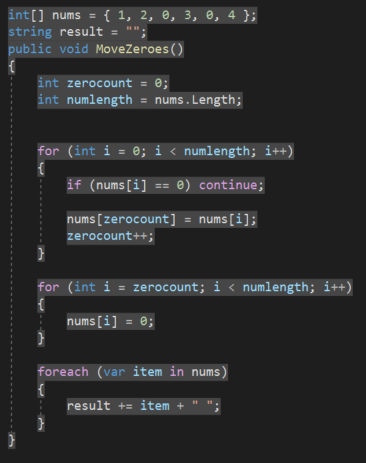 int[] nums = { 1, 2, 0, 3, 0, 4 };
string result = "";
public void MoveZeroes()
{
int zerocount = 0;
int numlength = nums.Length;
for (int i = 0; i < numlength; i++)
{
if (nums[i] == 0) continue;
nums[zerocount] = nums[i];
zerocount++;
}
for (int i = zerocount; i < numlength; i++)
{
nums[i] = 0;
}
foreach (var item in nums)
{
result += item + " ";
}
}